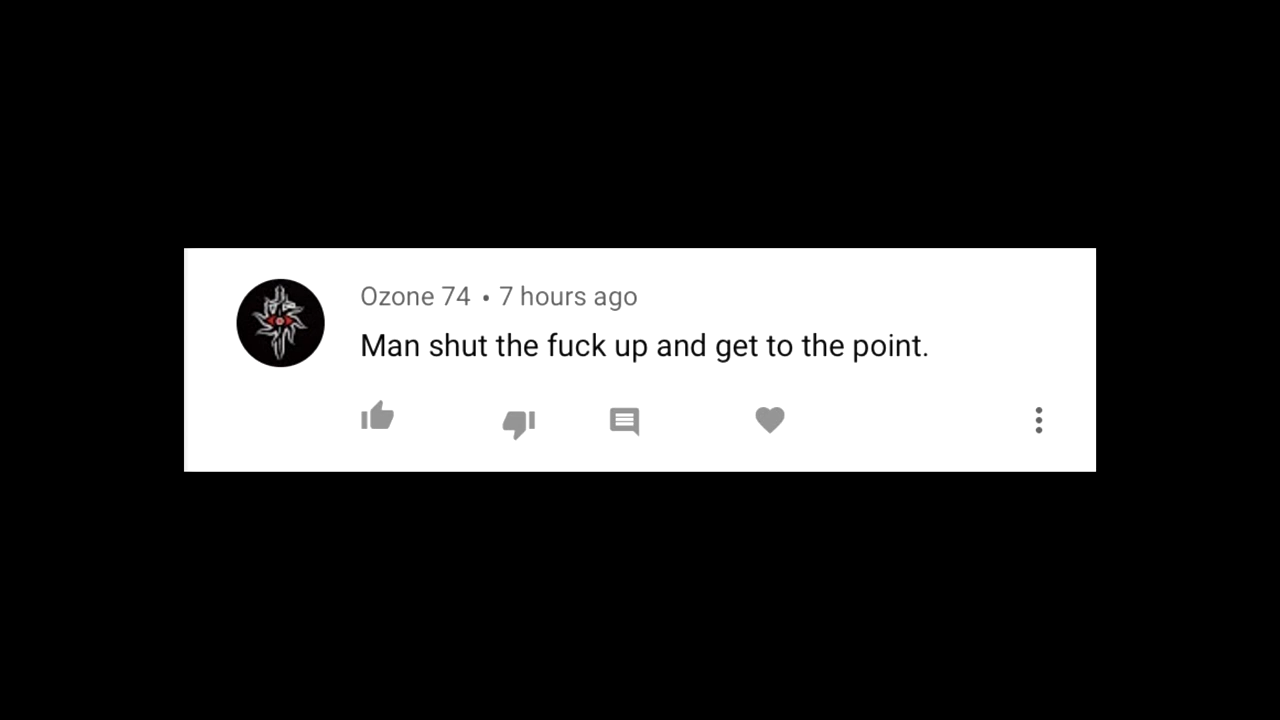 Ozone 74 • 7 hours ago
Man shut the fuck up and get to the point.